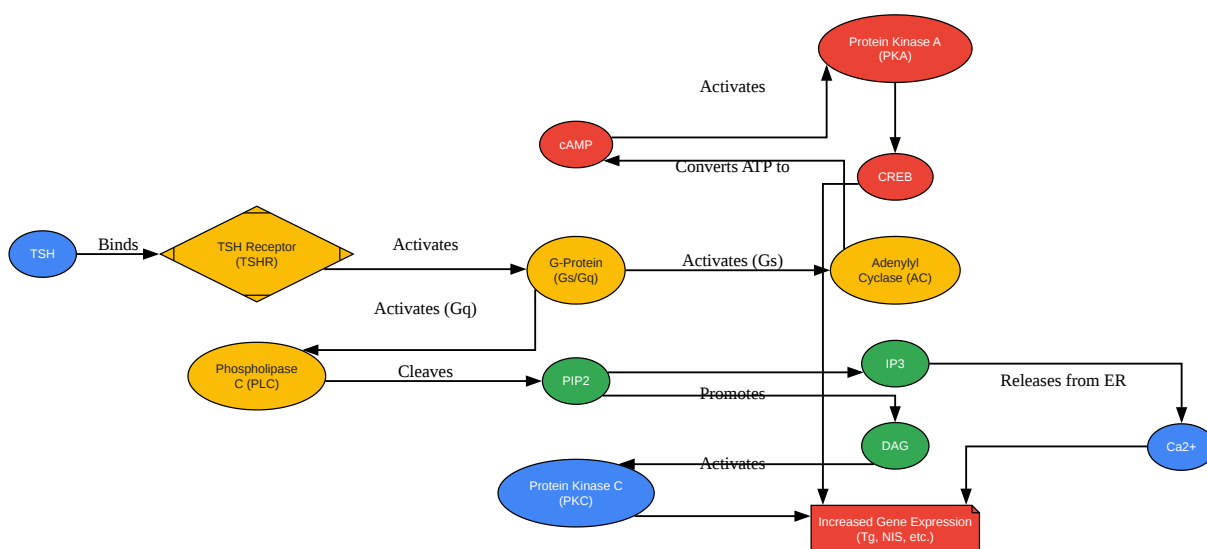 Protein Kinase A
(PKA)
Activates
cAMP
Converts ATP to
CREB
TSH
Binds
TSH Receptor
(TSHR)
Activates
G-Protein
(Gs/Gq)
Activates (Gs)
Adenylyl
Cyclase (AC)
Activates (Gq)
Phospholipase
C (PLC)
Cleaves
PIP2
IP3
Releases from ER
Promotes
DAG
Ca2+
Activates
Protein Kinase C
(PKC)
Increased Gene Expression
(Tg, NIS, etc.)